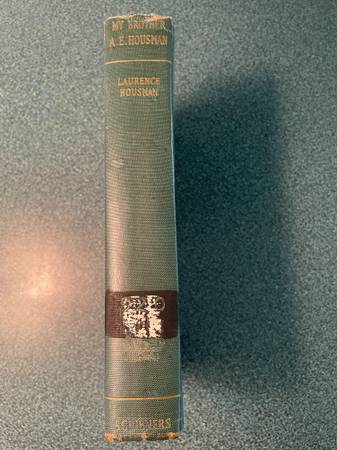 MY BROTHER
A.E. HOUSMAN
LAURENCE
HOUSMAN
SCRIBNERS